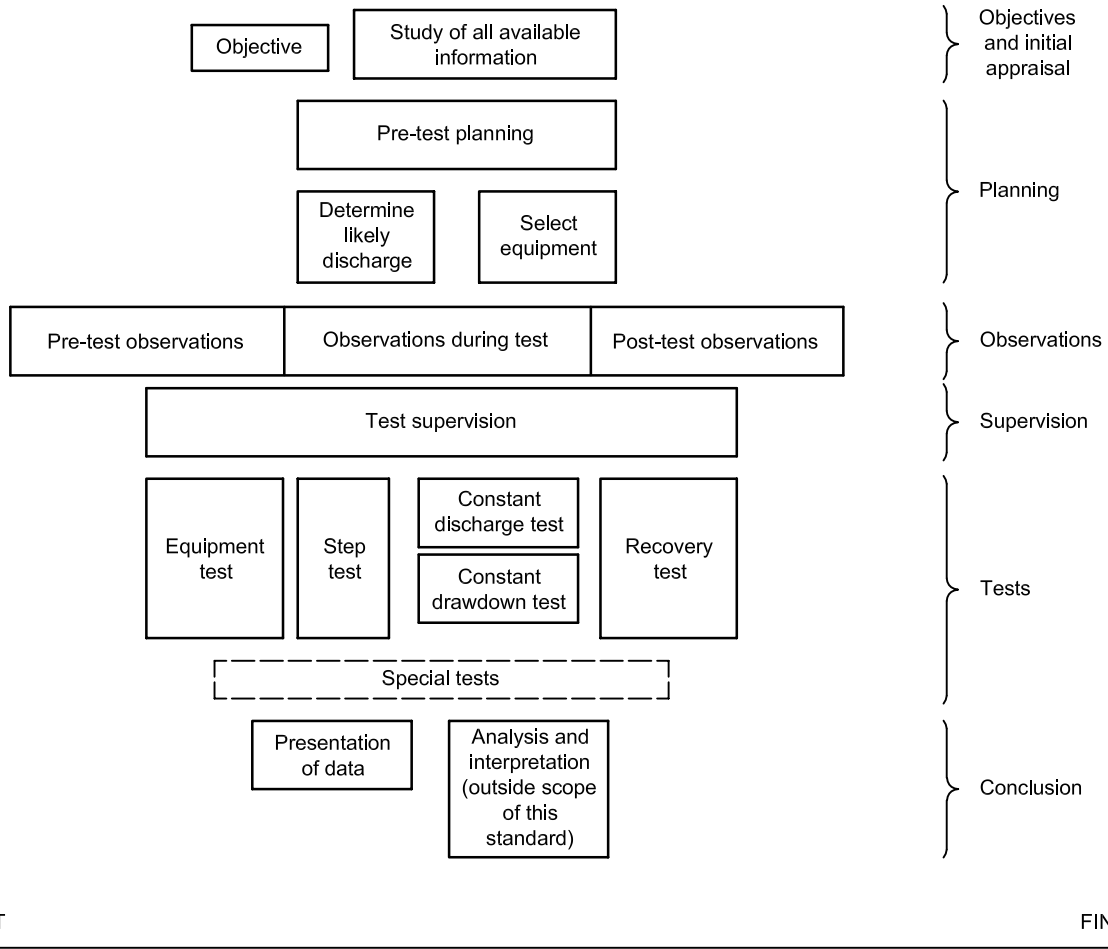 Objective
Study of all available
information
Objectives
and initial
appraisal
Pre-test planning
Determine
likely
discharge
Select
equipment
Planning
Pre-test observations
Observations during test
Post-test observations
Observations
Test supervision
Supervision
Equipment
test
Step
test
Constant
discharge test
Constant
drawdown test
Recovery
test
Tests
Special tests
Presentation
of data
Analysis and
interpretation
(outside scope
of this
standard)
Conclusion
T
FIN